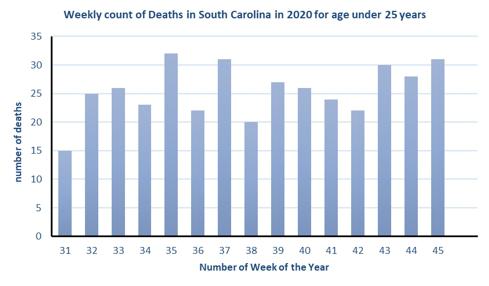 Weekly count of Deaths in South Carolina in 2020 for age under 25 years
35
30
25
20
15
10
5
0
number of deaths
31 32 33 34 35 36 37 38 39 40 41 42 43 44 45
Number of Week of the Year